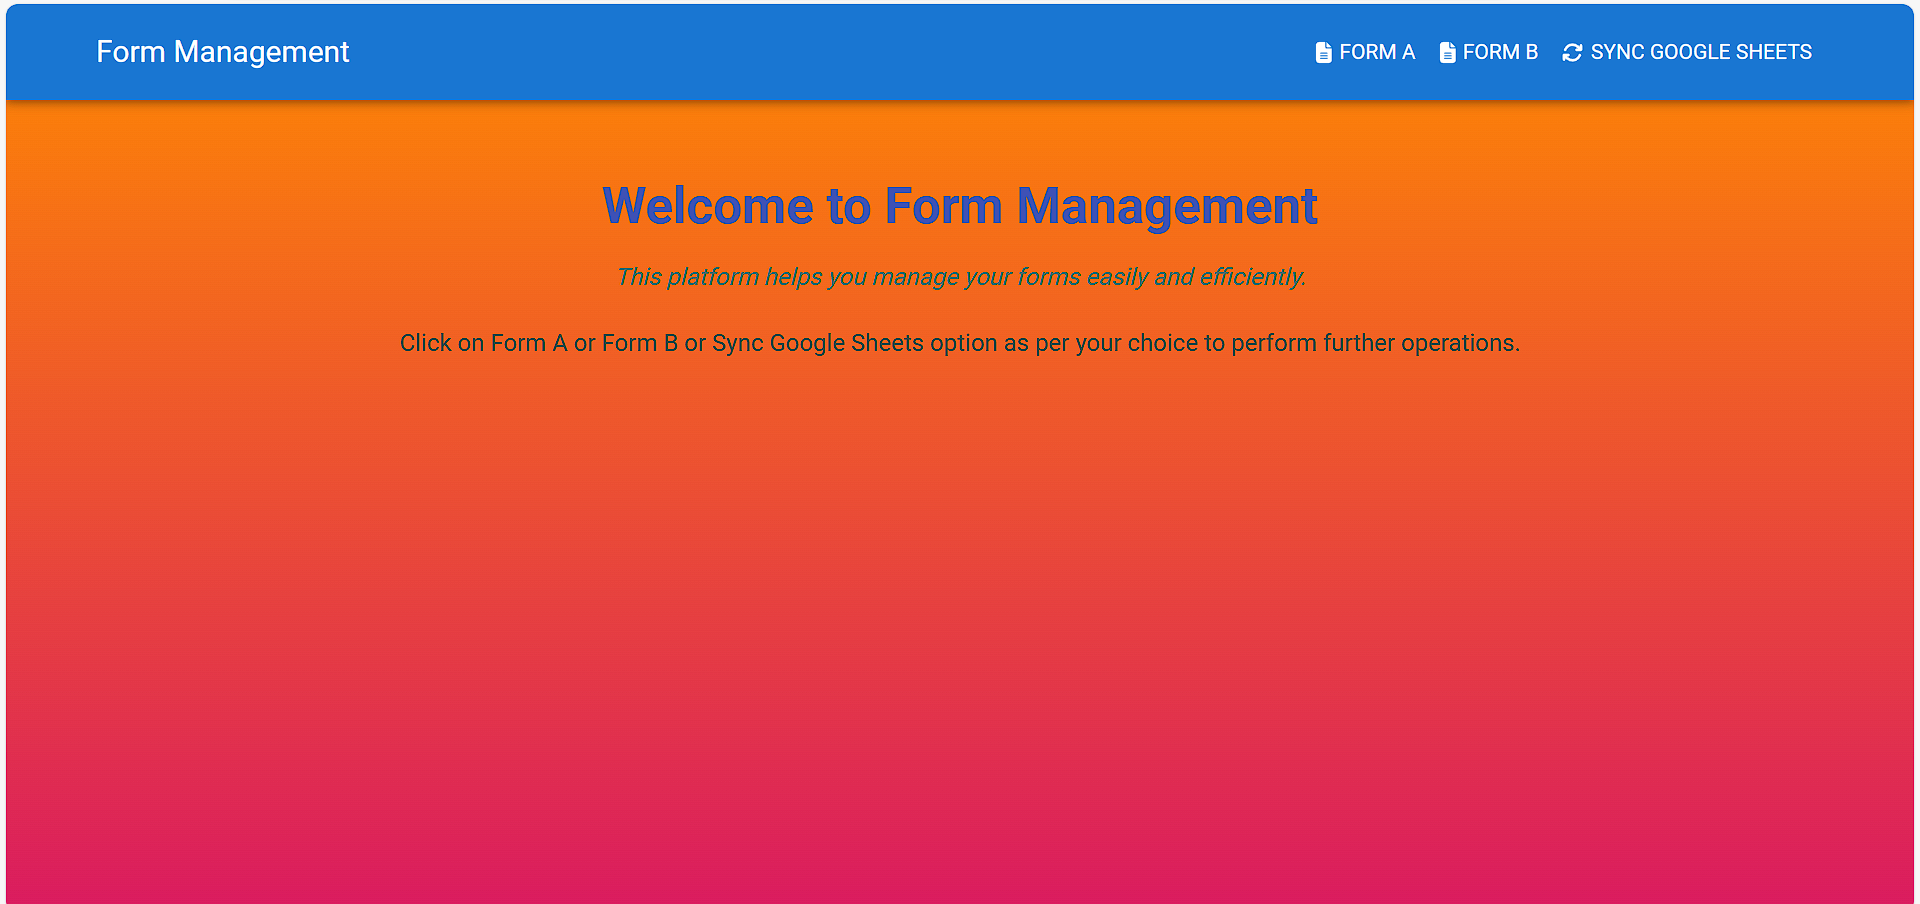 Form Management
FORM A FORM B SYNC GOOGLE SHEETS
Welcome to Form Management
This platform helps you manage your forms easily and efficiently.
Click on Form A or Form B or Sync Google Sheets option as per your choice to perform further operations.